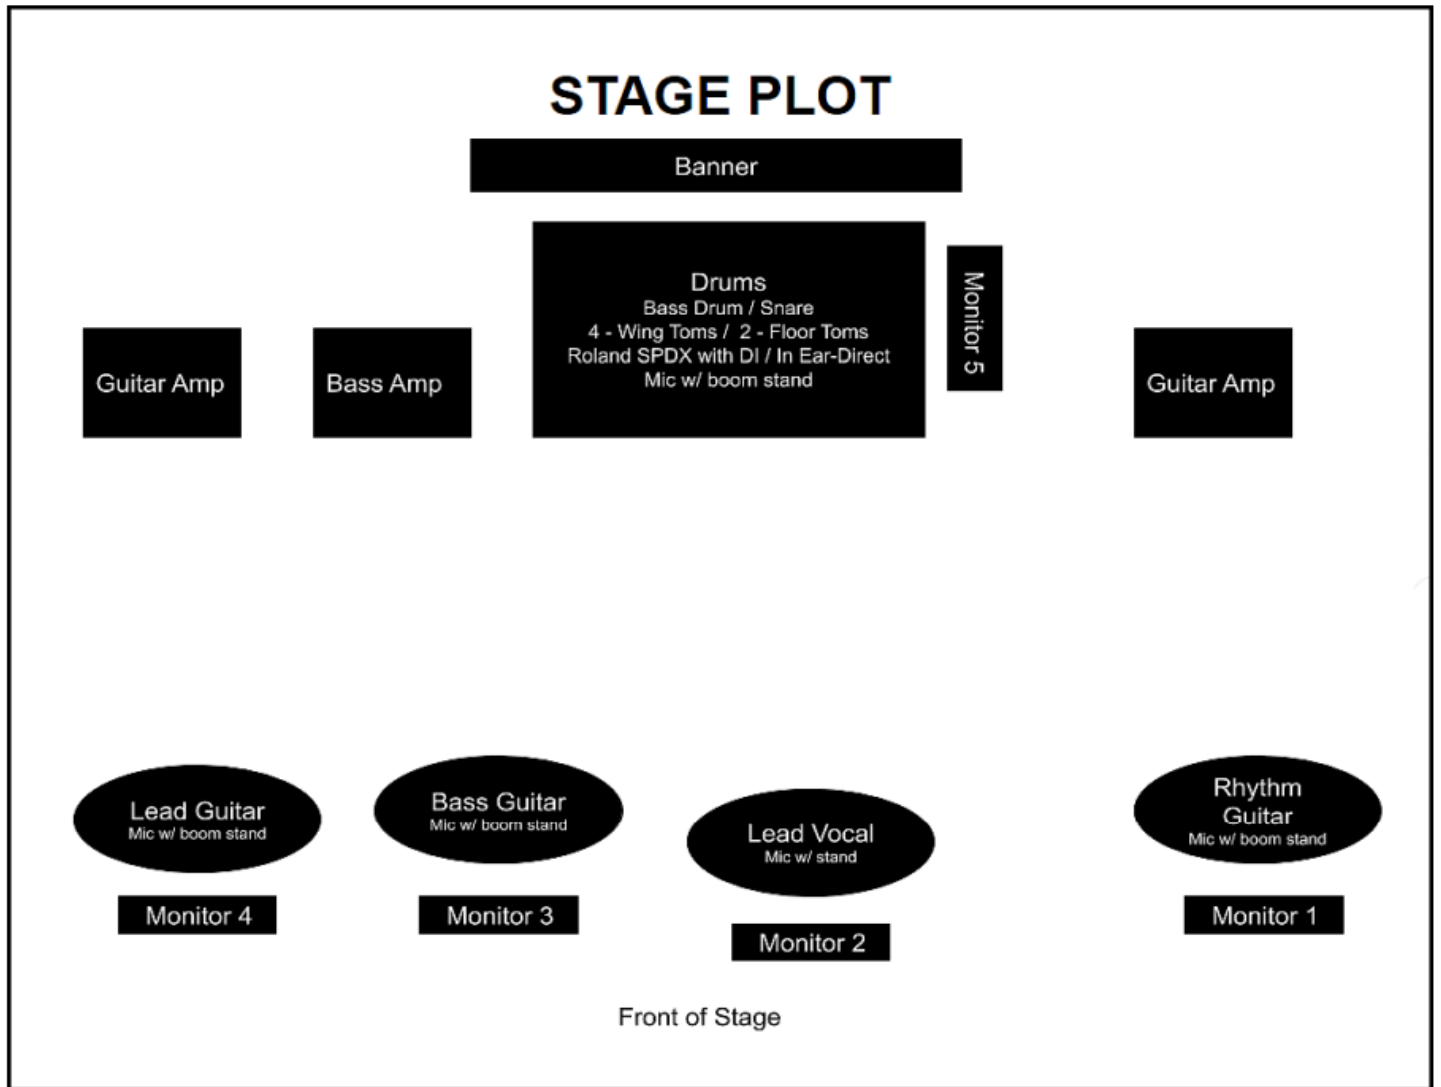 STAGE PLOT
Banner
Drums
Bass Drum / Snare
4 - Wing Toms / 2 - Floor Toms
Roland SPDX with DI / In Ear-Direct
Mic w/ boom stand
Monitor 5
Guitar Amp
Bass Amp
Guitar Amp
Lead Guitar
Mic w/ boom stand
Bass Guitar
Mic w/ boom stand
Lead Vocal
Mic w/ stand
Rhythm
Guitar
Mic w/ boom stand
Monitor 4
Monitor 3
Monitor 2
Monitor 1
Front of Stage